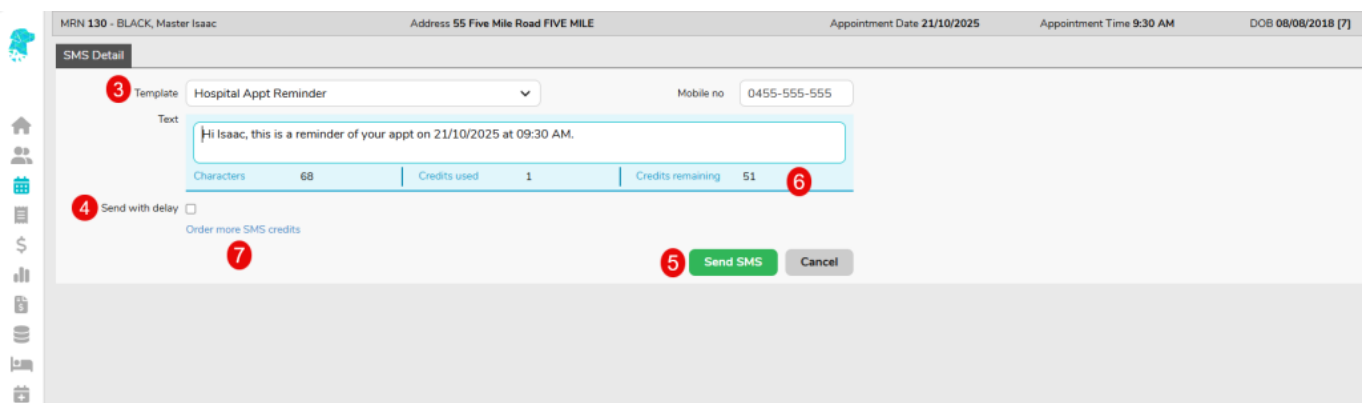 MRN 130 - BLACK, Master Isaac Address 55 Five Mile Road FIVE MILE Appointment Date 21/10/2025 Appointment Time 9:30 AM DOB 08/08/2018 [7]
SMS Detail
3 Template Hospital Appt Reminder Mobile no 0455-555-555
Text
Hi Isaac, this is a reminder of your appt on 21/10/2025 at 09:30 AM.
Characters 68 Credits used 1 Credits remaining 51 6
4 Send with delay
Order more SMS credits
7
5 Send SMS Cancel